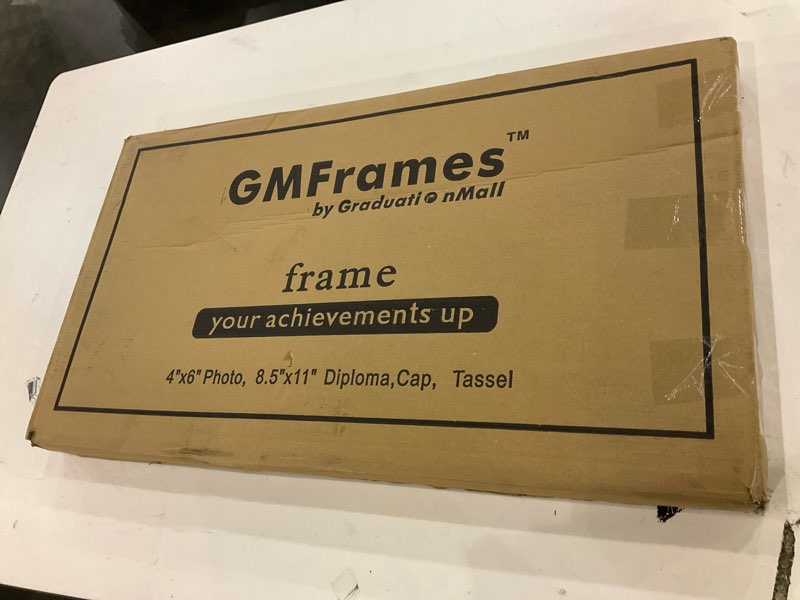 GMFrames™
by GraduationMall
frame
your achievements up
4"x6" Photo, 8.5"x11" Diploma,Cap, Tassel